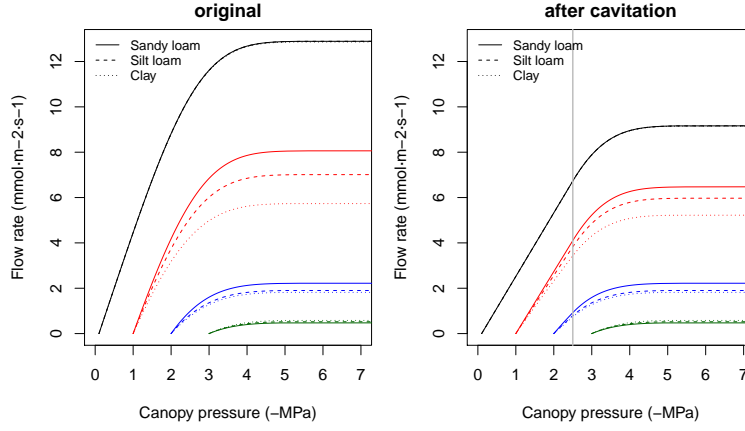 original
Sandy loam
Silt loam
Clay
Flow rate (mmol·m−2·s−1)
0 2 4 6 8 10 12
0 1 2 3 4 5 6 7
Canopy pressure (−MPa)
after cavitation
Sandy loam
Silt loam
Clay
Flow rate (mmol·m−2·s−1)
0 2 4 6 8 10 12
0 1 2 3 4 5 6 7
Canopy pressure (−MPa)